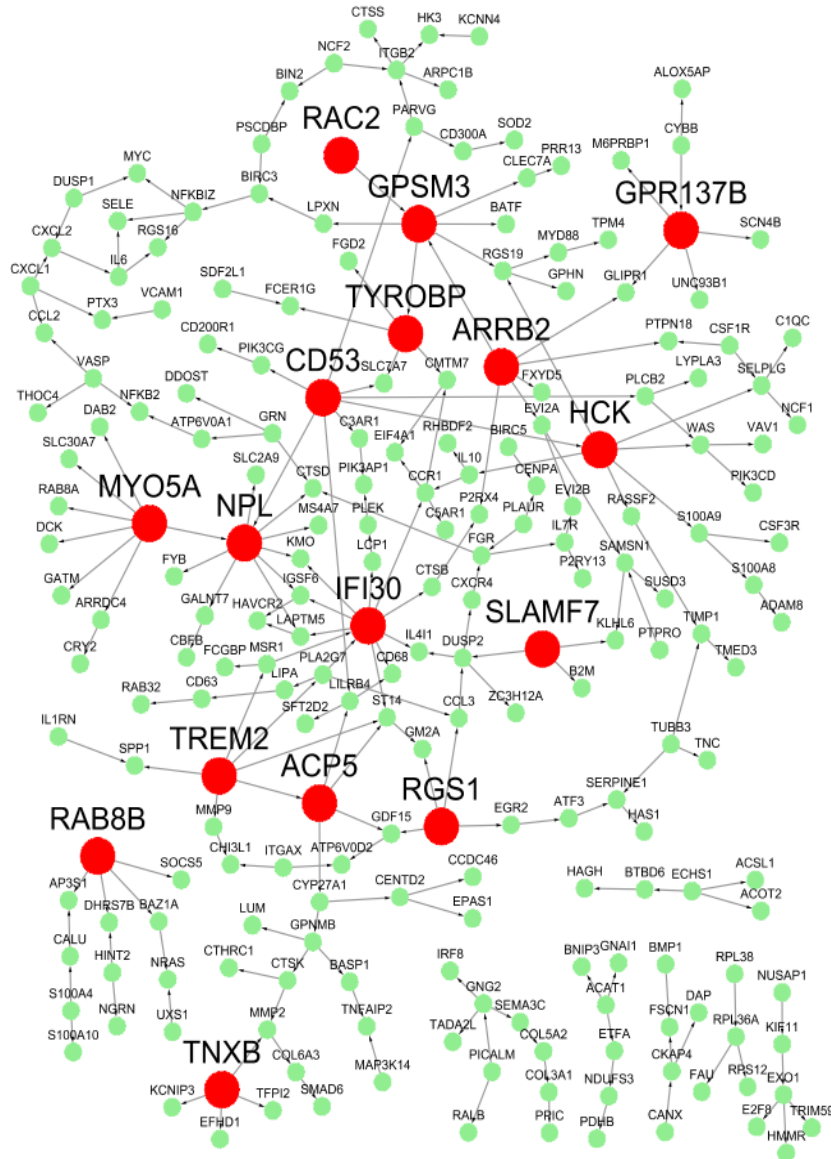 CTSS
HK3
KCNN4
NCF2
ITGB2
BIN2
ARPC1B
ALOX5AP
PARVG
PSCDBP
RAC2
SOD2
CYBB
CD300A
PRR13
M6PRBP1
MYC
CLEC7A
DUSP1
BIRC3
GPSM3
GPR137B
NFKBIZ
SELE
LPXN
BATF
CXCL2
RGS16
TPM4
SCN4B
FGD2
MYD88
IL6
RGS19
CXCL1
SDF2L1
GPHN
GLIPR1
UNC93B1
FCER1G
TYROBP
PTX3
VCAM1
ARRB2
CCL2
CD200R1
PTPN18
CSF1R
C1QC
CD53
PIK3CG
SLC7A7
CMTM7
VASP
FXYD5
LYPLA3
SELPLG
DDOST
PLCB2
THOC4
NFKB2
EVI2A
HCK
DAB2
GRN
C3AR1
RHBDF2
BIRC5
NCF1
ATP6V0A1
EIF4A1
WAS
VAV1
SLC30A7
IL10
CENPA
SLC2A9
CTSD
PIK3AP1
CCR1
PIK3CD
RAB8A
MYO5A
NPL
P2RX4
EVI2B
RASSF2
MS4A7
PLEK
C5AR1
PLAUR
S100A9
DCK
KMO
IL7R
CSF3R
FYB
LCP1
FGR
P2RY13
SAMSN1
GATM
IGSF6
IFI30
CTSB
S100A8
ARRDC4
GALNT7
HAVCR2
CXCR4
SLAMF7
SUSD3
ADAM8
LAPTM5
TIMP1
CBFB
IL4I1
KLHL6
PTPRO
CRY2
FCGBP
MSR1
DUSP2
CD68
PLA2G7
TMED3
LIPA
B2M
CD63
LILRB4
RAB32
ST14
ZC3H12A
SFT2D2
CCL3
IL1RN
TREM2
GM2A
TUBB3
SPP1
ACP5
RGS1
TNC
SERPINE1
MMP9
ATF3
RAB8B
GDF15
EGR2
HAS1
CHI3L1
ITGAX
ATP6V0D2
SOCS5
CCDC46
AP3S1
CYP27A1
CENTD2
HAGH
BTBD6
ECHS1
ACSL1
DHRS7B
BAZ1A
LUM
EPAS1
ACOT2
GPNMB
CALU
CTHRC1
IRF8
BNIP3
GNAI1
BMP1
RPL38
HINT2
NRAS
CTSK
BASP1
GNG2
NUSAP1
ACAT1
DAP
SEMA3C
S100A4
NGRN
UXS1
MMP2
TNFAIP2
TADA2L
FSCN1
RPL36A
KIF11
COL5A2
ETFA
S100A10
TNXB
COL6A3
MAP3K14
PICALM
CKAP4
COL3A1
NDUFS3
FAU
RPS12
EXO1
KCNIP3
TFPI2
SMAD6
RALB
PRIC
PDHB
CANX
E2F8
TRIM59
EFHD1
HMMR